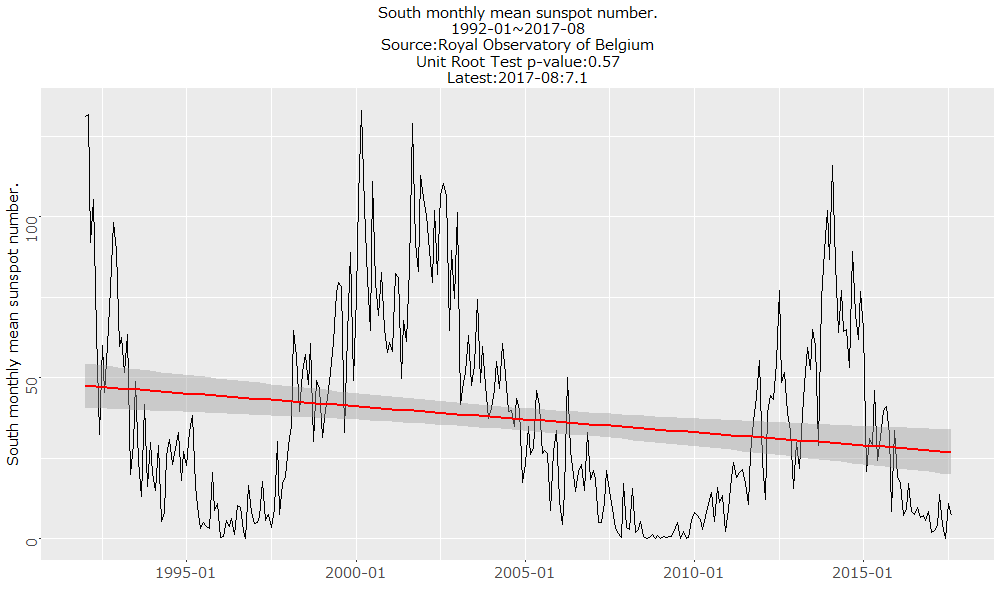 South monthly mean sunspot number.
1992-01~2017-08
Source:Royal Observatory of Belgium
Unit Root Test p-value:0.57
Latest:2017-08:7.1
South monthly mean sunspot number.
100
50
0
1995-01
2000-01
2005-01
2010-01
2015-01